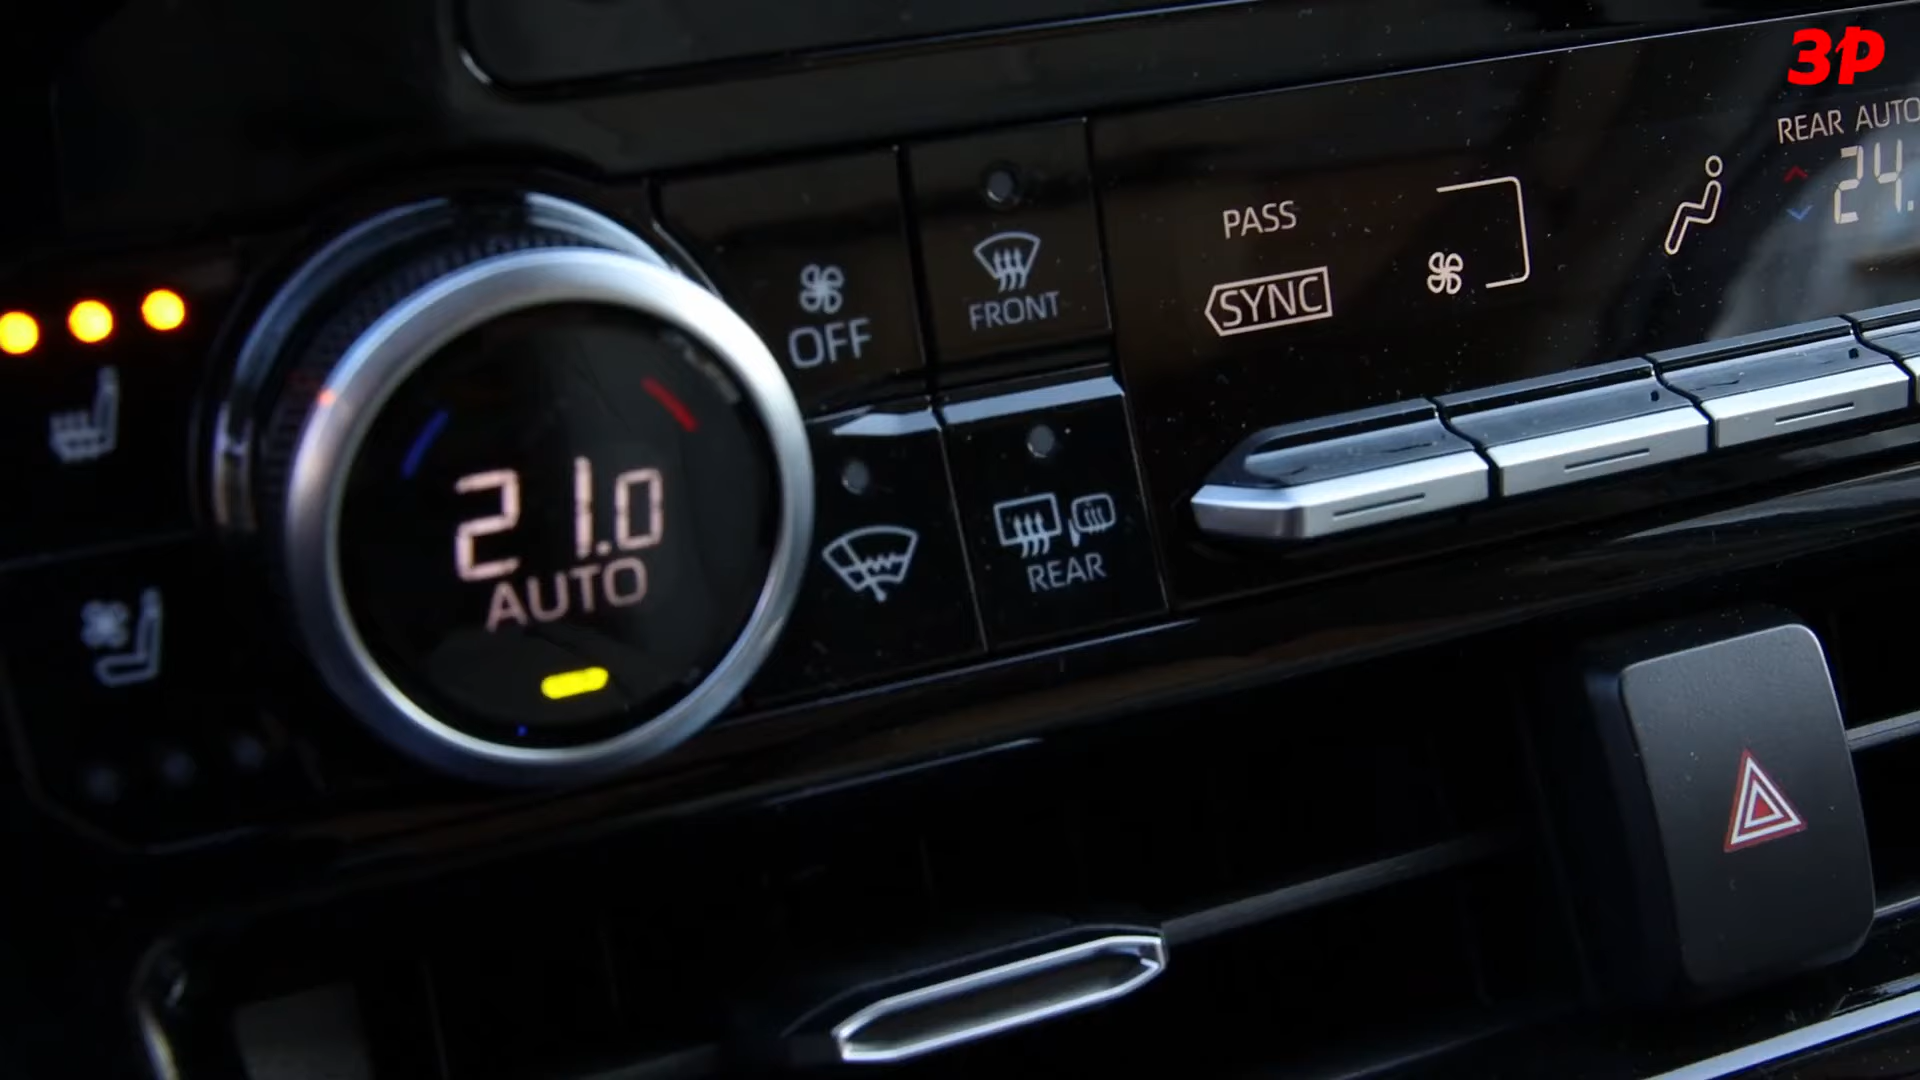 3P
REAR AUTO
24.
PASS
SYNC
OFF
FRONT
21.0
AUTO
REAR